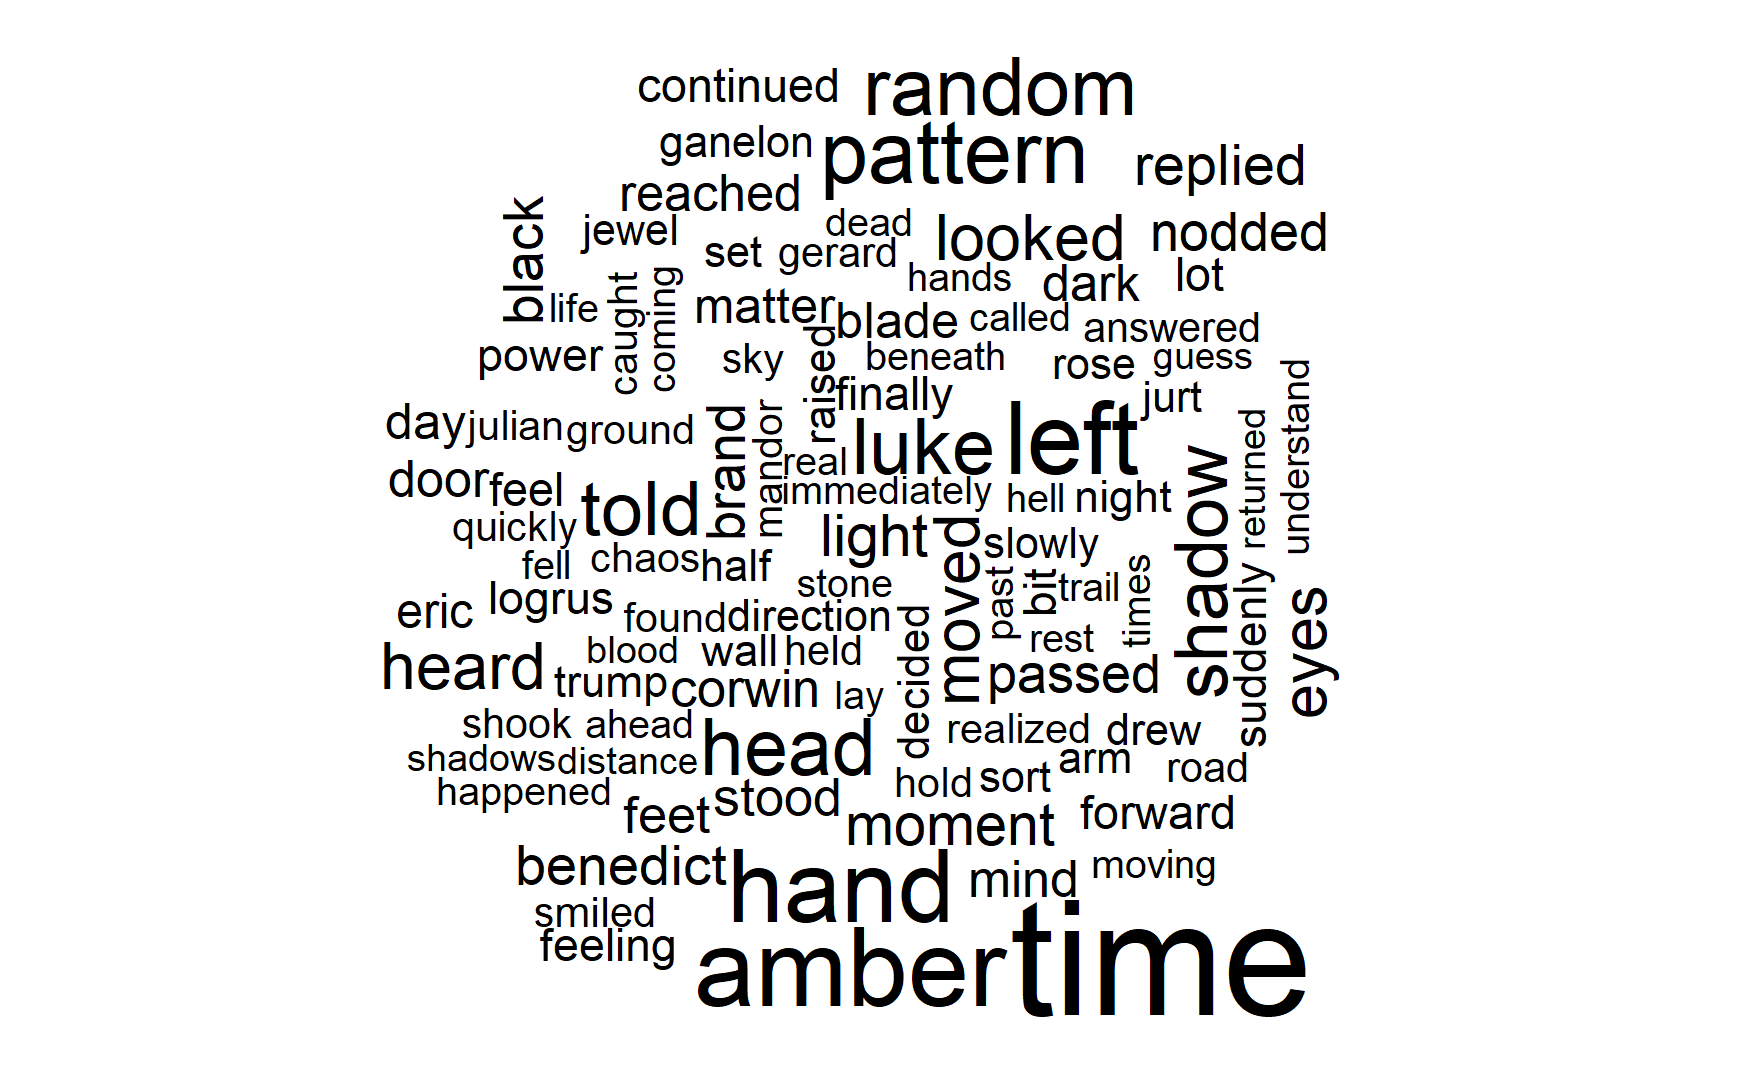 continued random
ganelon pattern replied
reached
black jewel dead looked nodded
set gerard
hands dark lot
life caught coming matter blade called answered
power sky raised beneath rose guess
finally jurt understand
day julian ground brand mandor luke left returned
door feel real
told immediately hell night shadow
quickly light moved slowly
fell chaos half
stone past bit trail times
eric logrus found direction suddenly eyes
decided rest
heard blood wall held
trump corwin lay passed
shook ahead head realized drew
shadows distance arm road
happened hold sort
feet stood moment forward
benedict hand mind moving
smiled
feeling amber time